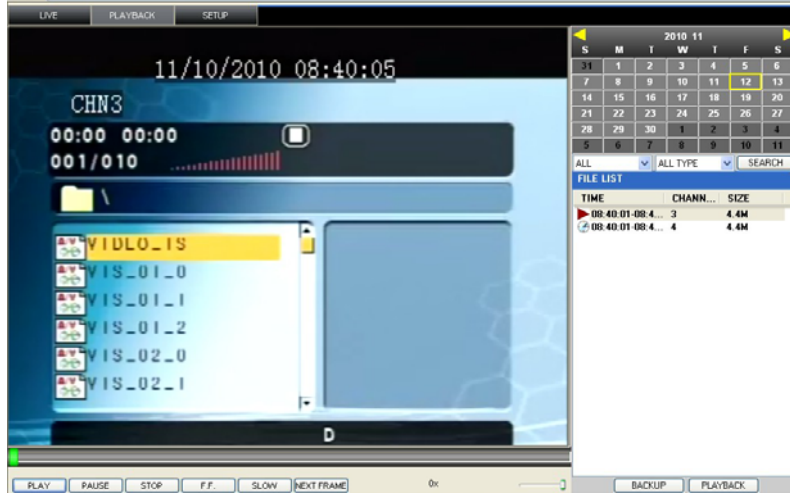 LIVE PLAYBACK SETUP
11/10/2010 08:40:05
CHN3
00:00 00:00
001/010
\
VIDEO_TS
VTS_01_0
VTS_01_1
VTS_01_2
VTS_02_0
VTS_02_1
D
PLAY PAUSE STOP F.F. SLOW NEXT FRAME 0x
2010 11
S M T W T F S
31 1 2 3 4 5 6
7 8 9 10 11 12 13
14 15 16 17 18 19 20
21 22 23 24 25 26 27
28 29 30 1 2 3 4
5 6 7 8 9 10 11
ALL ALL TYPE SEARCH
FILE LIST
TIME CHANN... SIZE
08:40:01-08:4... 3 4.4M
08:40:01-08:4... 4 4.4M
BACKUP PLAYBACK